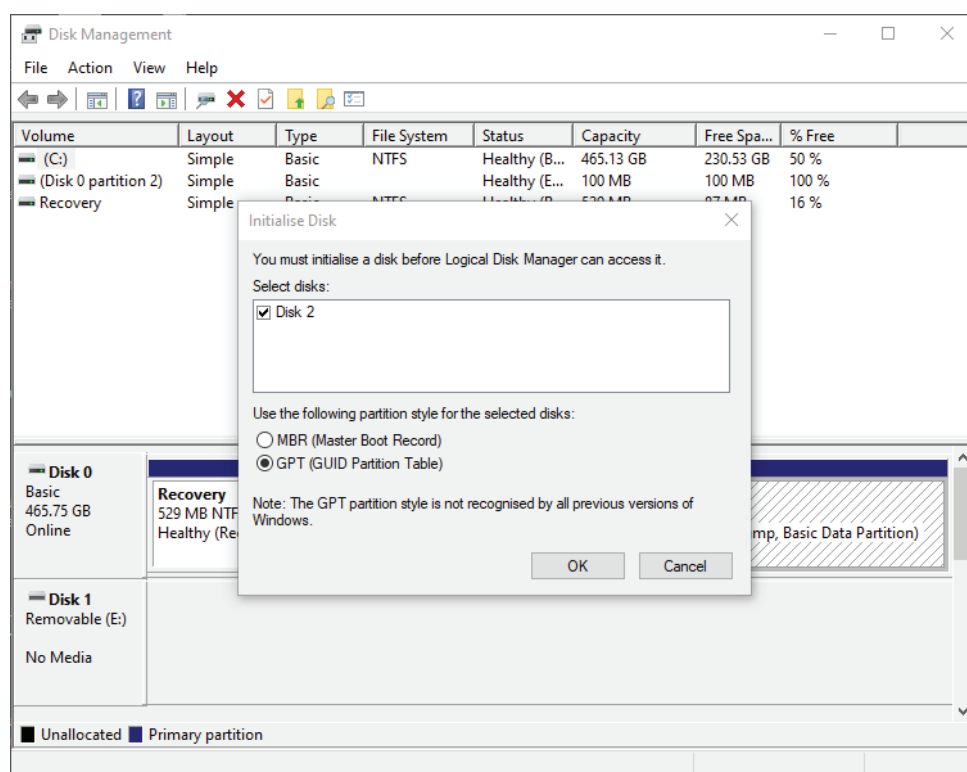 Disk Management
File Action View Help
Volume Layout Type File System Status Capacity Free Spa... % Free
(C:) Simple Basic NTFS Healthy (B... 465.13 GB 230.53 GB 50 %
(Disk 0 partition 2) Simple Basic Healthy (E... 100 MB 100 MB 100 %
Recovery Simple 16 %
Initialise Disk
You must initialise a disk before Logical Disk Manager can access it.
Select disks:
Disk 2
Use the following partition style for the selected disks:
MBR (Master Boot Record)
GPT (GUID Partition Table)
Note: The GPT partition style is not recognised by all previous versions of
Windows.
OK Cancel
Disk 0
Basic
465.75 GB
Online
Recovery
529 MB NTF
Healthy (Re
mp, Basic Data Partition)
Disk 1
Removable (E:)
No Media
Unallocated Primary partition